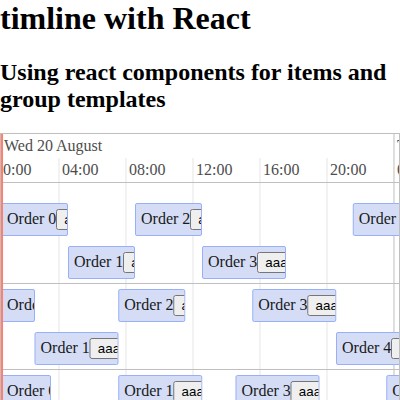 timline with React
Using react components for items and
group templates
Wed 20 August
0:00 04:00 08:00 12:00 16:00 20:00
Order 0 Order 2 Order
Order 1 Order 3 aaa
Order 2 Order 3 aaa
Order 1 aaa Order 4
Order 1 aaa Order 3 aaa